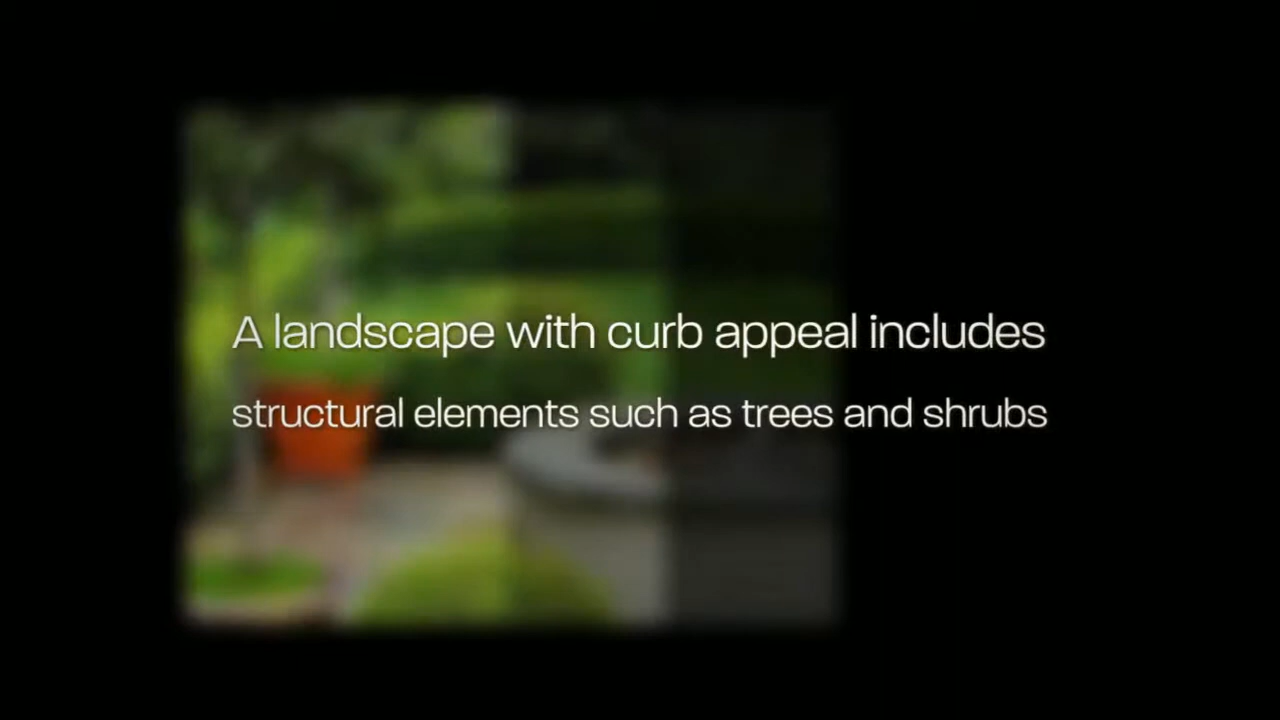 A landscape with curb appeal includes
structural elements such as trees and shrubs